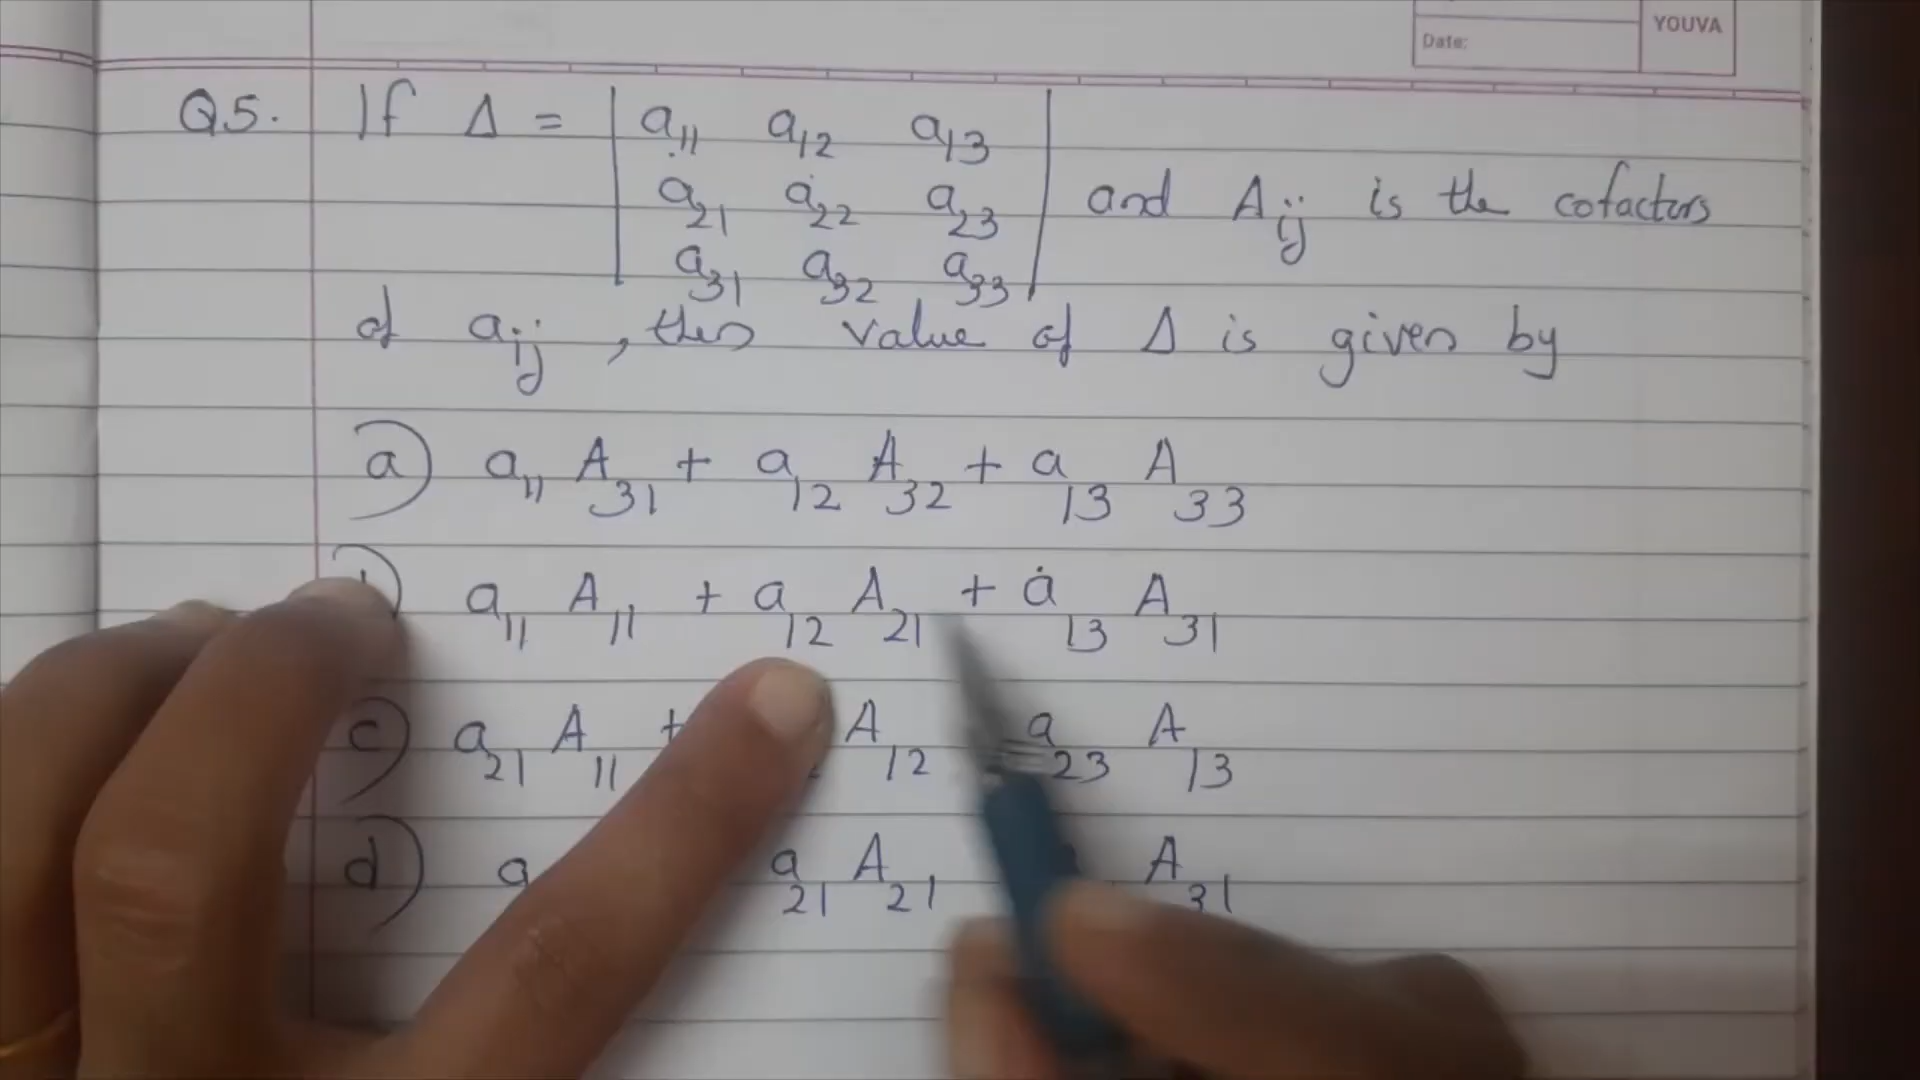 YOUVA
Date:
Q5. If Δ = | a11 a12 a13 |
| a21 a22 a23 | and Aij is the cofactors
| a31 a32 a33 |
of aij, then value of Δ is given by
a) a11 A31 + a12 A32 + a13 A33
a11 A11 + a12 A21 + a13 A31
c) a21 A11 + A12 a23 A13
d) a a21 A21 A31